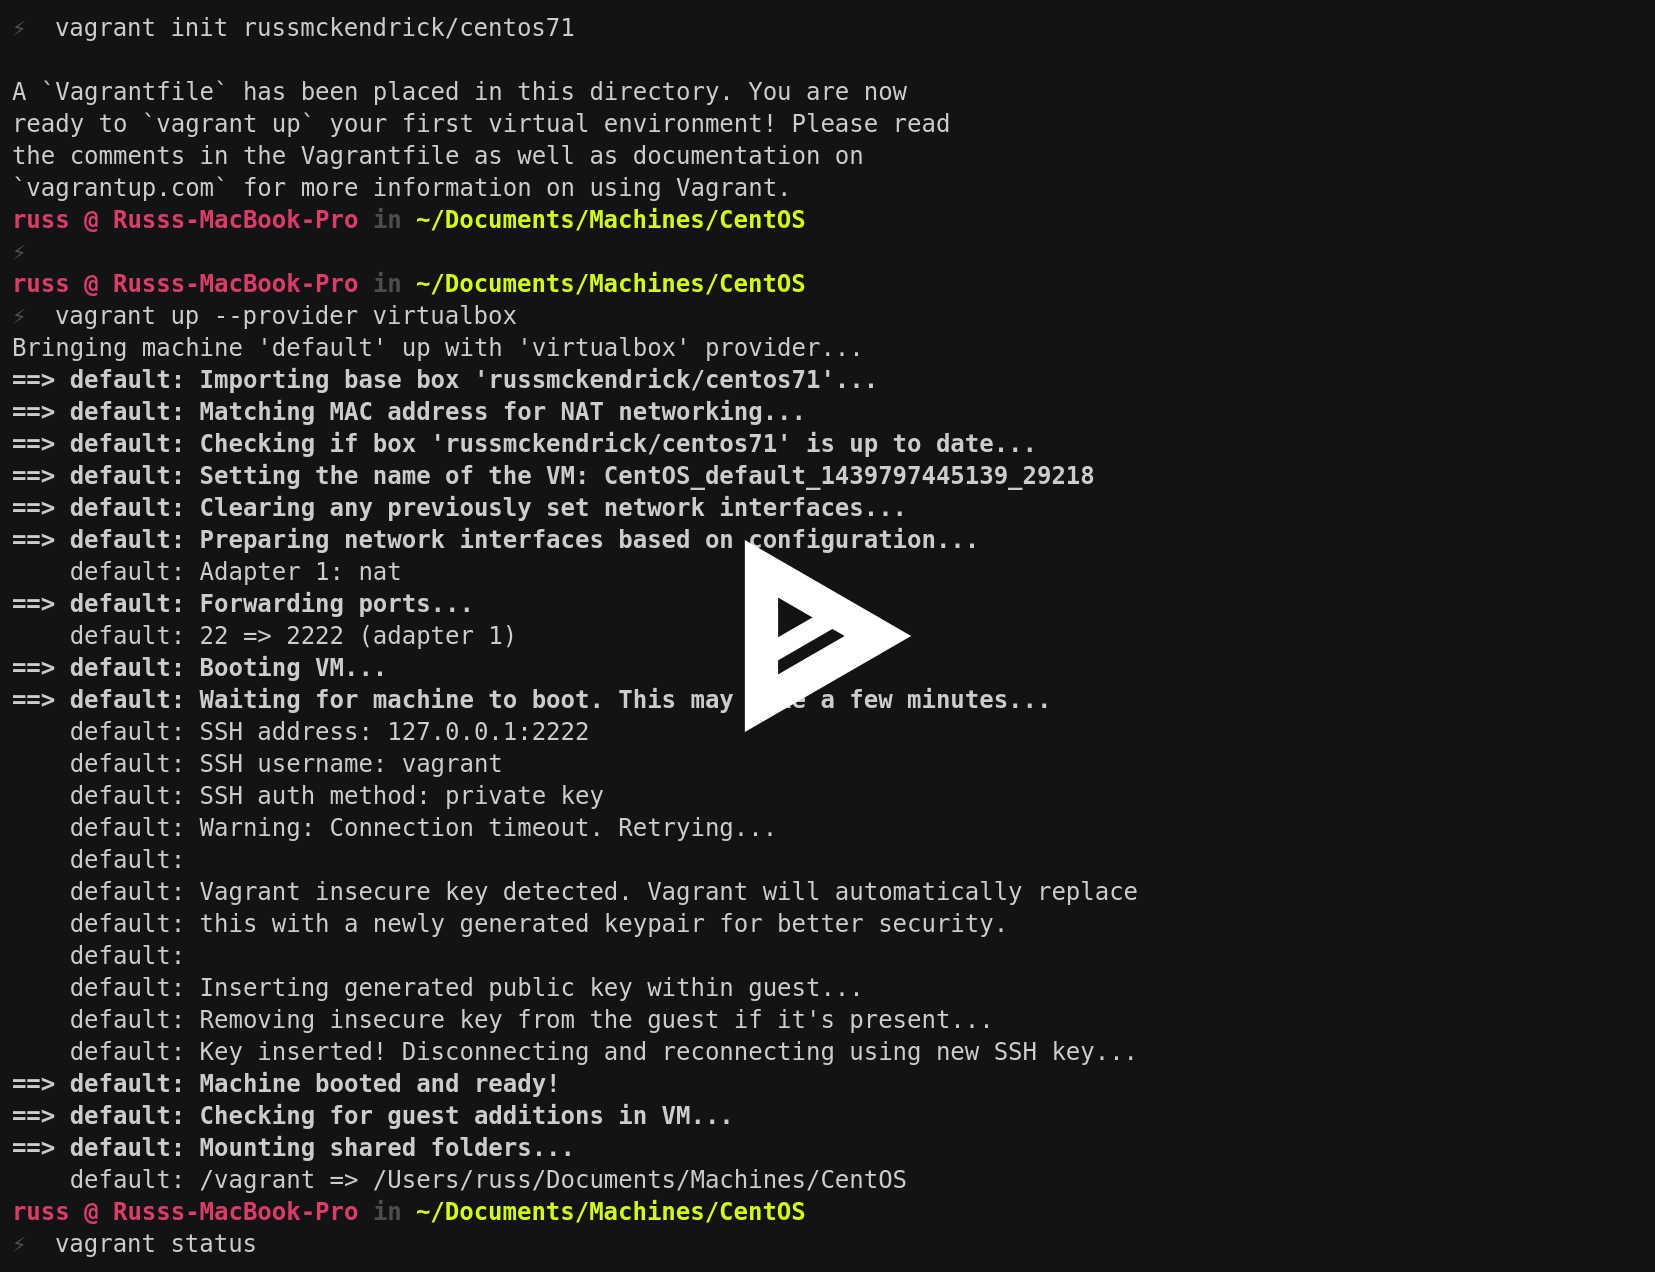 ⚡ vagrant init russmckendrick/centos71
A `Vagrantfile` has been placed in this directory. You are now
ready to `vagrant up` your first virtual environment! Please read
the comments in the Vagrantfile as well as documentation on
`vagrantup.com` for more information on using Vagrant.
russ @ Russs-MacBook-Pro in ~/Documents/Machines/CentOS
⚡
russ @ Russs-MacBook-Pro in ~/Documents/Machines/CentOS
⚡ vagrant up --provider virtualbox
Bringing machine 'default' up with 'virtualbox' provider...
==> default: Importing base box 'russmckendrick/centos71'...
==> default: Matching MAC address for NAT networking...
==> default: Checking if box 'russmckendrick/centos71' is up to date...
==> default: Setting the name of the VM: CentOS_default_1439797445139_29218
==> default: Clearing any previously set network interfaces...
==> default: Preparing network interfaces based on configuration...
    default: Adapter 1: nat
==> default: Forwarding ports...
    default: 22 => 2222 (adapter 1)
==> default: Booting VM...
==> default: Waiting for machine to boot. This may a few minutes...
    default: SSH address: 127.0.0.1:2222
    default: SSH username: vagrant
    default: SSH auth method: private key
    default: Warning: Connection timeout. Retrying...
    default:
    default: Vagrant insecure key detected. Vagrant will automatically replace
    default: this with a newly generated keypair for better security.
    default:
    default: Inserting generated public key within guest...
    default: Removing insecure key from the guest if it's present...
    default: Key inserted! Disconnecting and reconnecting using new SSH key...
==> default: Machine booted and ready!
==> default: Checking for guest additions in VM...
==> default: Mounting shared folders...
    default: /vagrant => /Users/russ/Documents/Machines/CentOS
russ @ Russs-MacBook-Pro in ~/Documents/Machines/CentOS
⚡ vagrant status